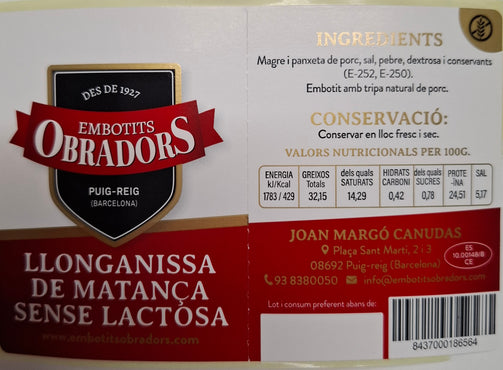 DES DE 1927
EMBOTITS
OBRADORS
PUIG-REIG
(BARCELONA)
LLONGANISSA
DE MATANÇA
SENSE LACTOSA
www.embotitsobradors.com
INGREDIENTS
Magre i panxeta de porc, sal, pebre, dextrosa i conservants
(E-252, E-250).
Embotit amb tripa natural de porc.
CONSERVACIÓ:
Conservar en lloc fresc i sec.
VALORS NUTRICIONALS PER 100G.
ENERGIA kJ/Kcal 1783 / 429
GREIXOS Totals 32,15
dels quals SATURATS 14,29
HIDRATS CARBONI 0,42
dels quals SUCRES 0,78
PROTE -ÍNA 24,51
SAL 5,17
JOAN MARGÓ CANUDAS
Plaça Sant Martí, 2 i 3
08692 Puig-reig (Barcelona)
93 8380050 info@embotitsobradors.com
ES
10.00148/B
CE
Lot i consum preferent abans de:
8437000186564